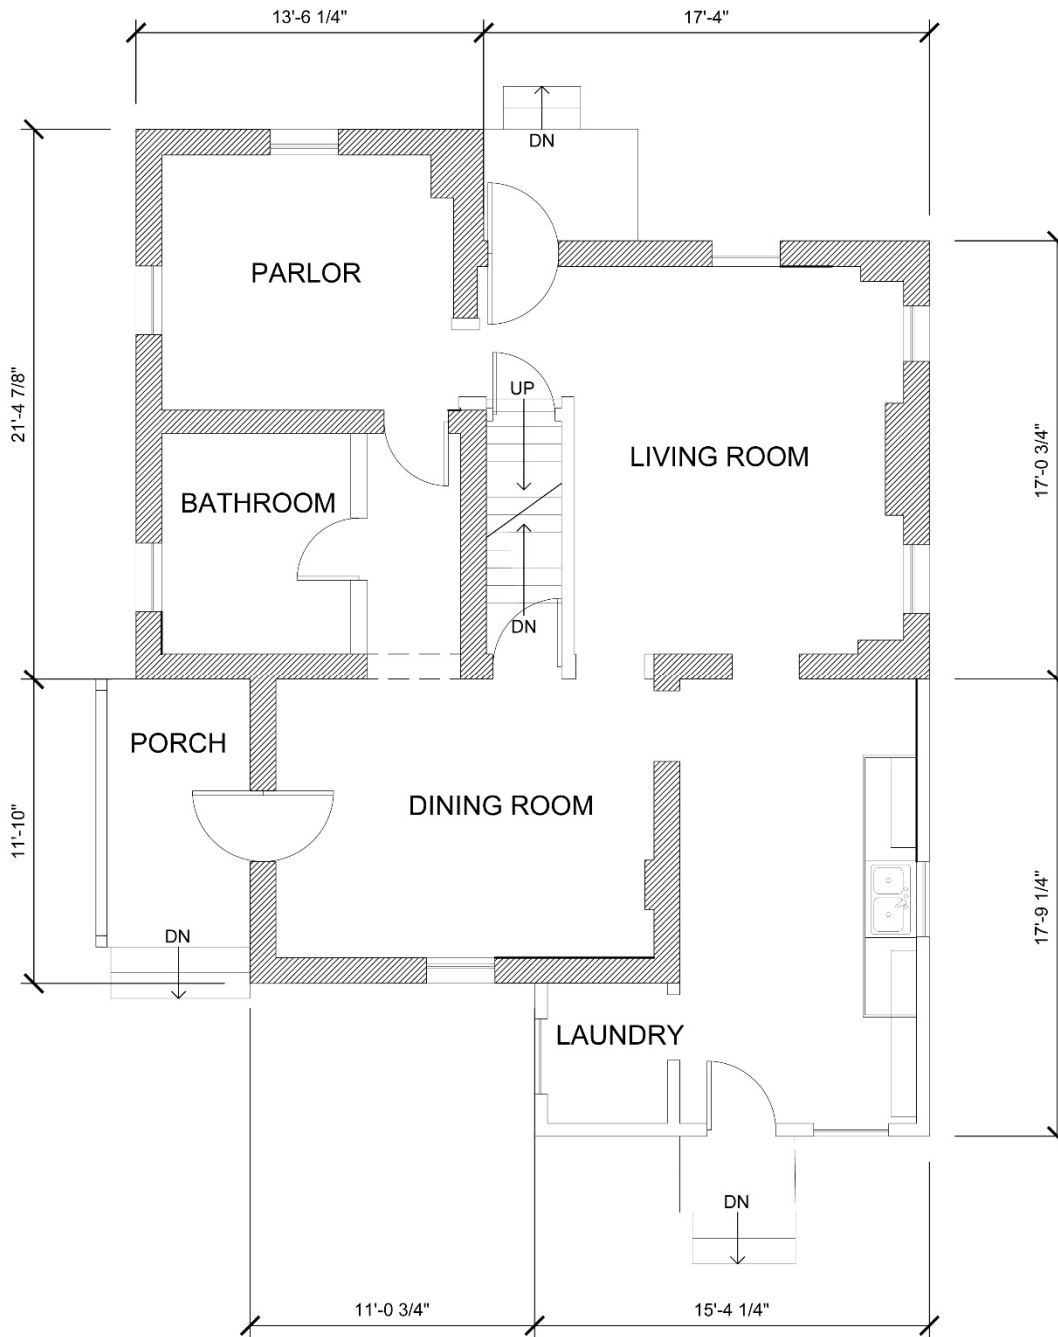 13'-6 1/4"
17'-4"
DN
PARLOR
21'-4 7/8"
UP
LIVING ROOM
17'-0 3/4"
BATHROOM
DN
PORCH
DINING ROOM
11'-10"
17'-9 1/4"
DN
LAUNDRY
DN
11'-0 3/4"
15'-4 1/4"